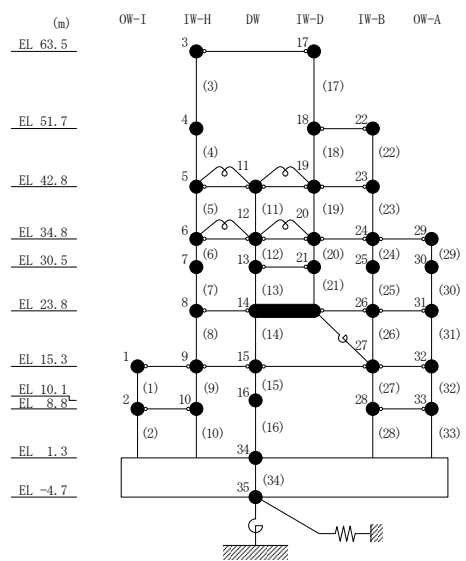 (m) OW-I IW-H DW IW-D IW-B OW-A
EL 63.5 3 17
(3) (17)
EL 51.7 4 18 22
(4) (18) (22)
EL 42.8 5 11 19 23
(5) (11) (19) (23)
EL 34.8 6 12 20 24 29
(6) (12) (20) (24) (29)
EL 30.5 7 13 21 25 30
(7) (13) (21) (25) (30)
EL 23.8 8 14 26 31
(8) (14) (26) (31)
27
EL 15.3 1 9 15 32
(1) (9) (15) (27) (32)
EL 10.1 16
EL 8.8 2 10 28 33
(2) (10) (16) (28) (33)
EL 1.3 34
(34)
EL -4.7 35